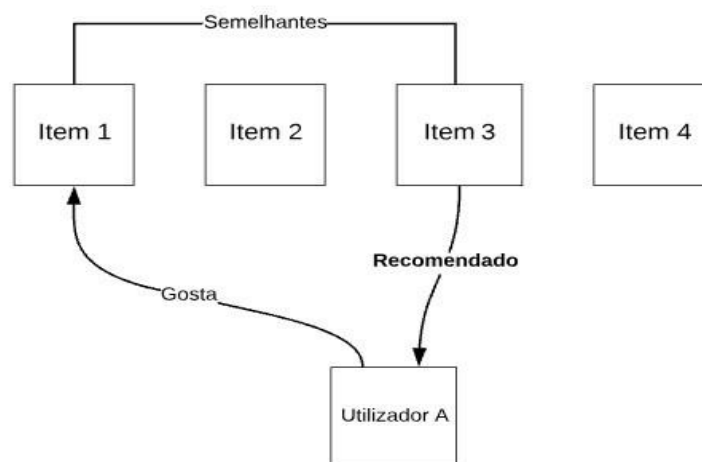 Semelhantes
Item 1
Item 2
Item 3
Item 4
Recomendado
Gosta
Utilizador A